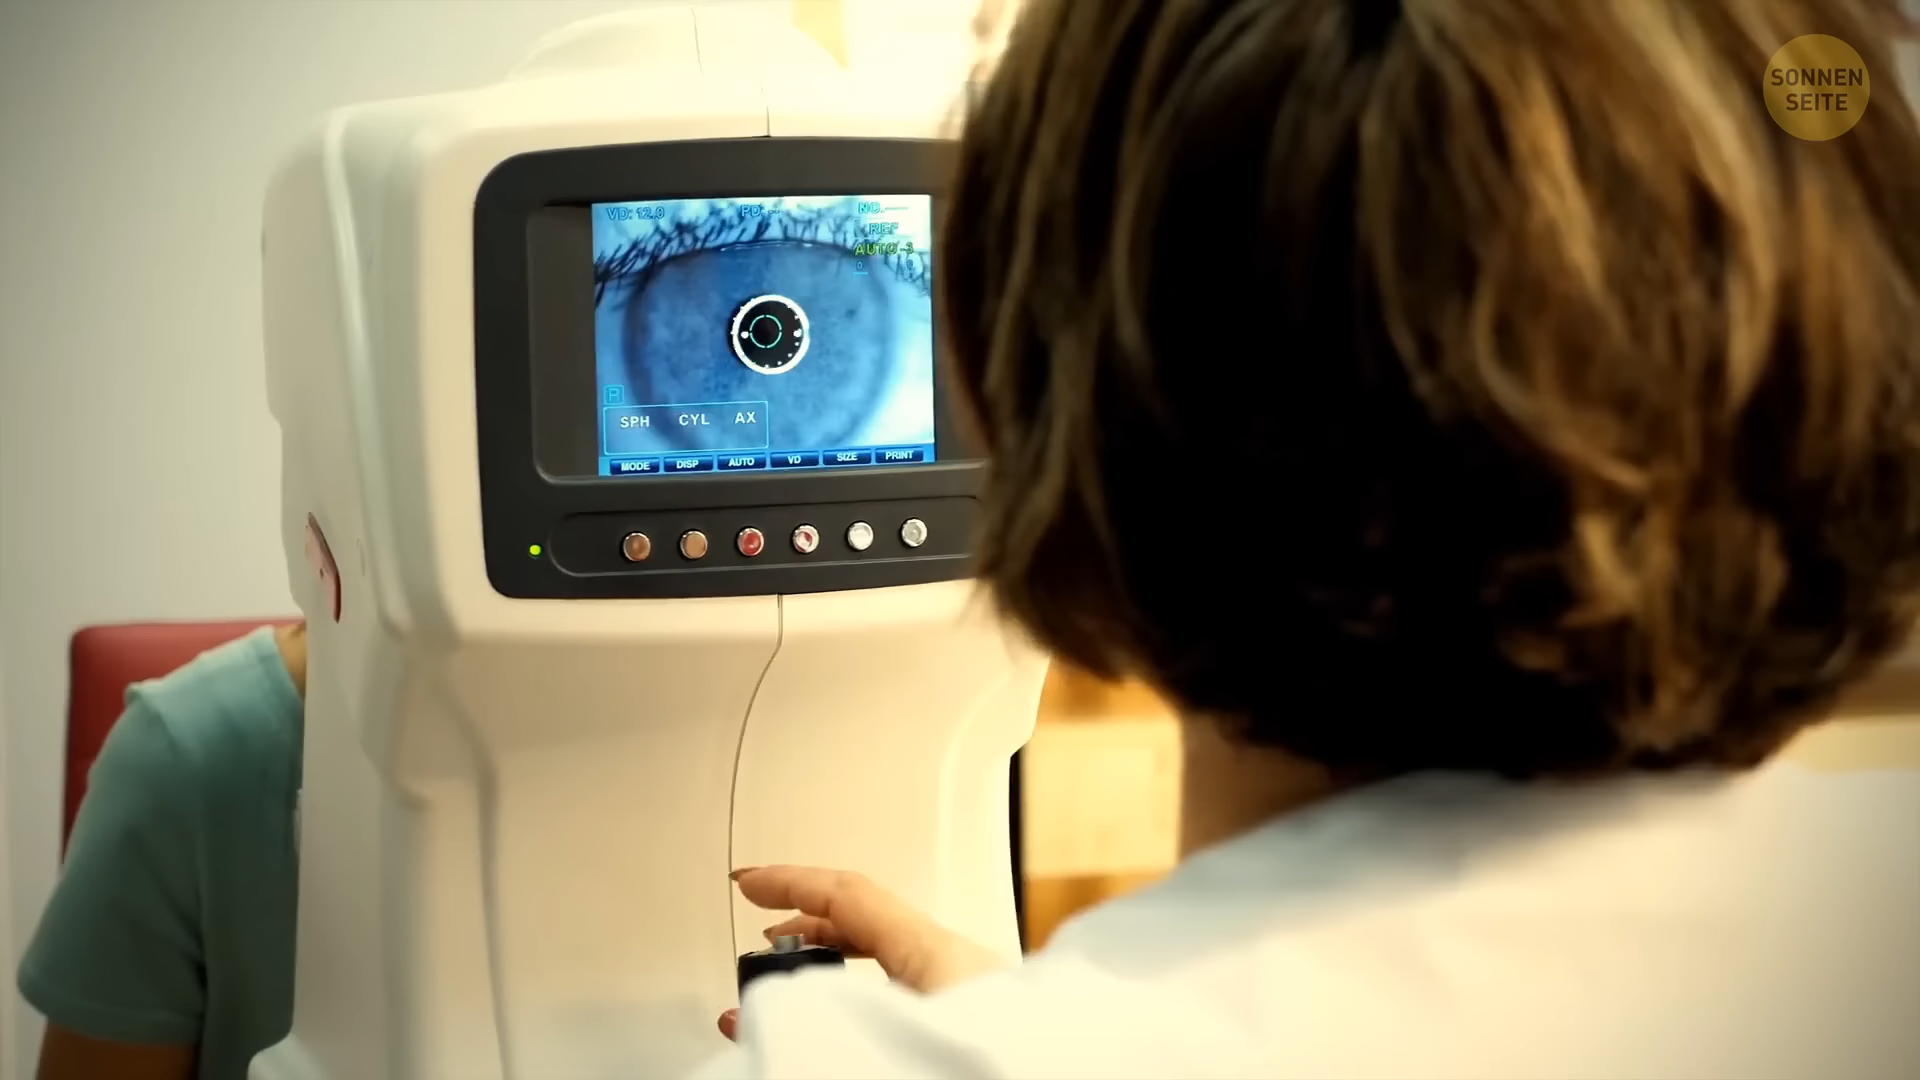 SONNEN
SEITE
VD: 12.0 PD: -- NO.----
REF
AUTO-3
0
R
SPH CYL AX
MODE DISP AUTO VD SIZE PRINT